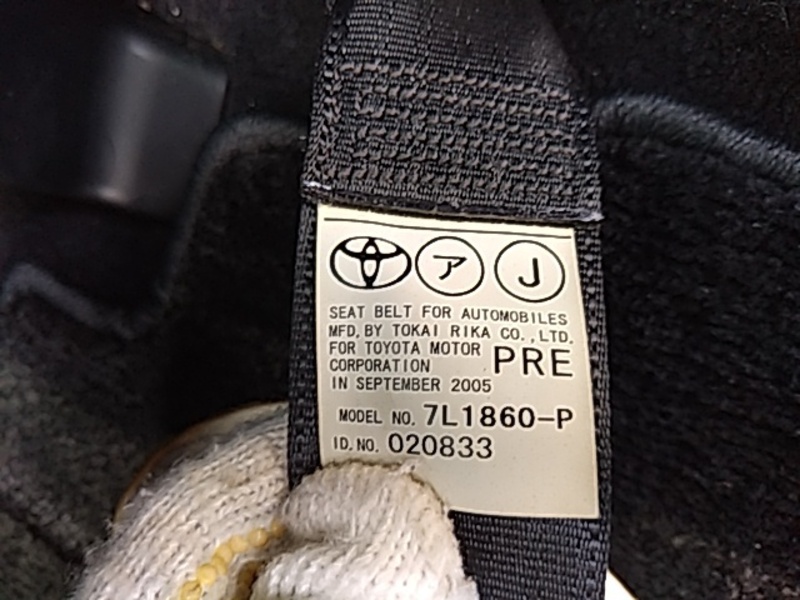 ア J
SEAT BELT FOR AUTOMOBILES
MFD. BY TOKAI RIKA CO., LTD.
FOR TOYOTA MOTOR
CORPORATION PRE
IN SEPTEMBER 2005
MODEL NO. 7L1860-P
ID.NO. 020833